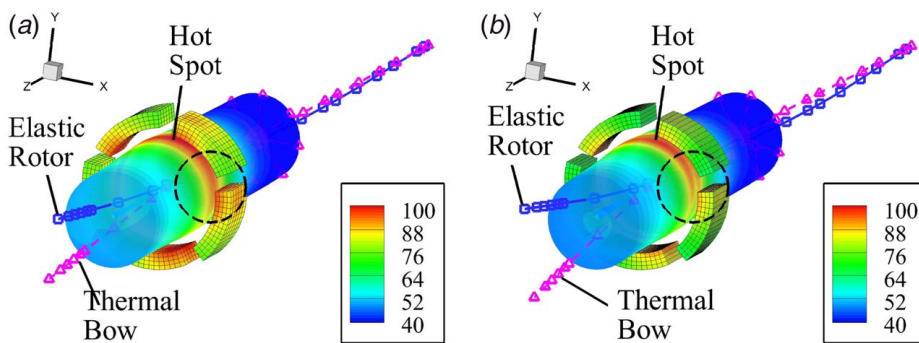 (a)
Y
Z
X
Hot
Spot
Elastic
Rotor
Thermal
Bow
100
88
76
64
52
40
(b)
Y
Z
X
Hot
Spot
Elastic
Rotor
Thermal
Bow
100
88
76
64
52
40